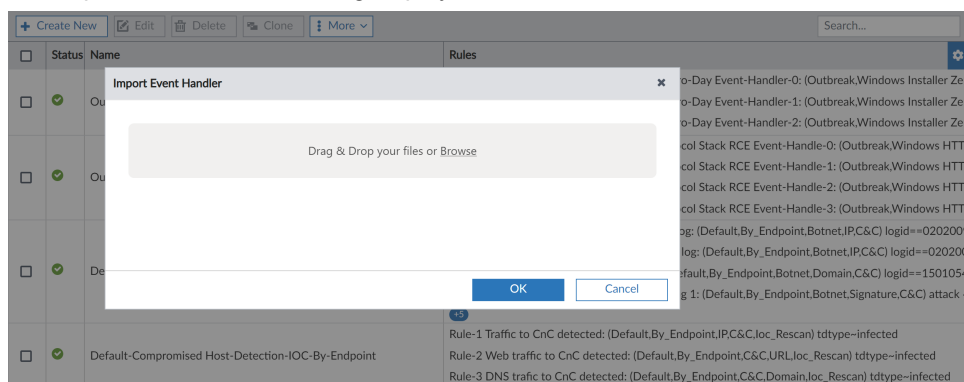 Create New Edit Delete Clone More Search...
Status Name Rules
Import Event Handler
Drag & Drop your files or Browse
OK Cancel
o-Day Event-Handler-0: (Outbreak,Windows Installer Ze
o-Day Event-Handler-1: (Outbreak,Windows Installer Ze
o-Day Event-Handler-2: (Outbreak,Windows Installer Ze
Ou
col Stack RCE Event-Handle-0: (Outbreak,Windows HTT
col Stack RCE Event-Handle-1: (Outbreak,Windows HTT
col Stack RCE Event-Handle-2: (Outbreak,Windows HTT
col Stack RCE Event-Handle-3: (Outbreak,Windows HTT
Ou
og: (Default,By_Endpoint,Botnet,IP,C&C) logid==020200
log: (Default,By_Endpoint,Botnet,IP,C&C) logid==02020
efault,By_Endpoint,Botnet,Domain,C&C) logid==150105
g 1: (Default,By_Endpoint,Botnet,Signature,C&C) attack
De
+5
Default-Compromised Host-Detection-IOC-By-Endpoint
Rule-1 Traffic to CnC detected: (Default,By_Endpoint,IP,C&C,Ioc_Rescan) tdtype~infected
Rule-2 Web traffic to CnC detected: (Default,By_Endpoint,C&C,URL,Ioc_Rescan) tdtype~infected
Rule-3 DNS trafic to CnC detected: (Default,By_Endpoint,C&C,Domain,Ioc_Rescan) tdtype~infected